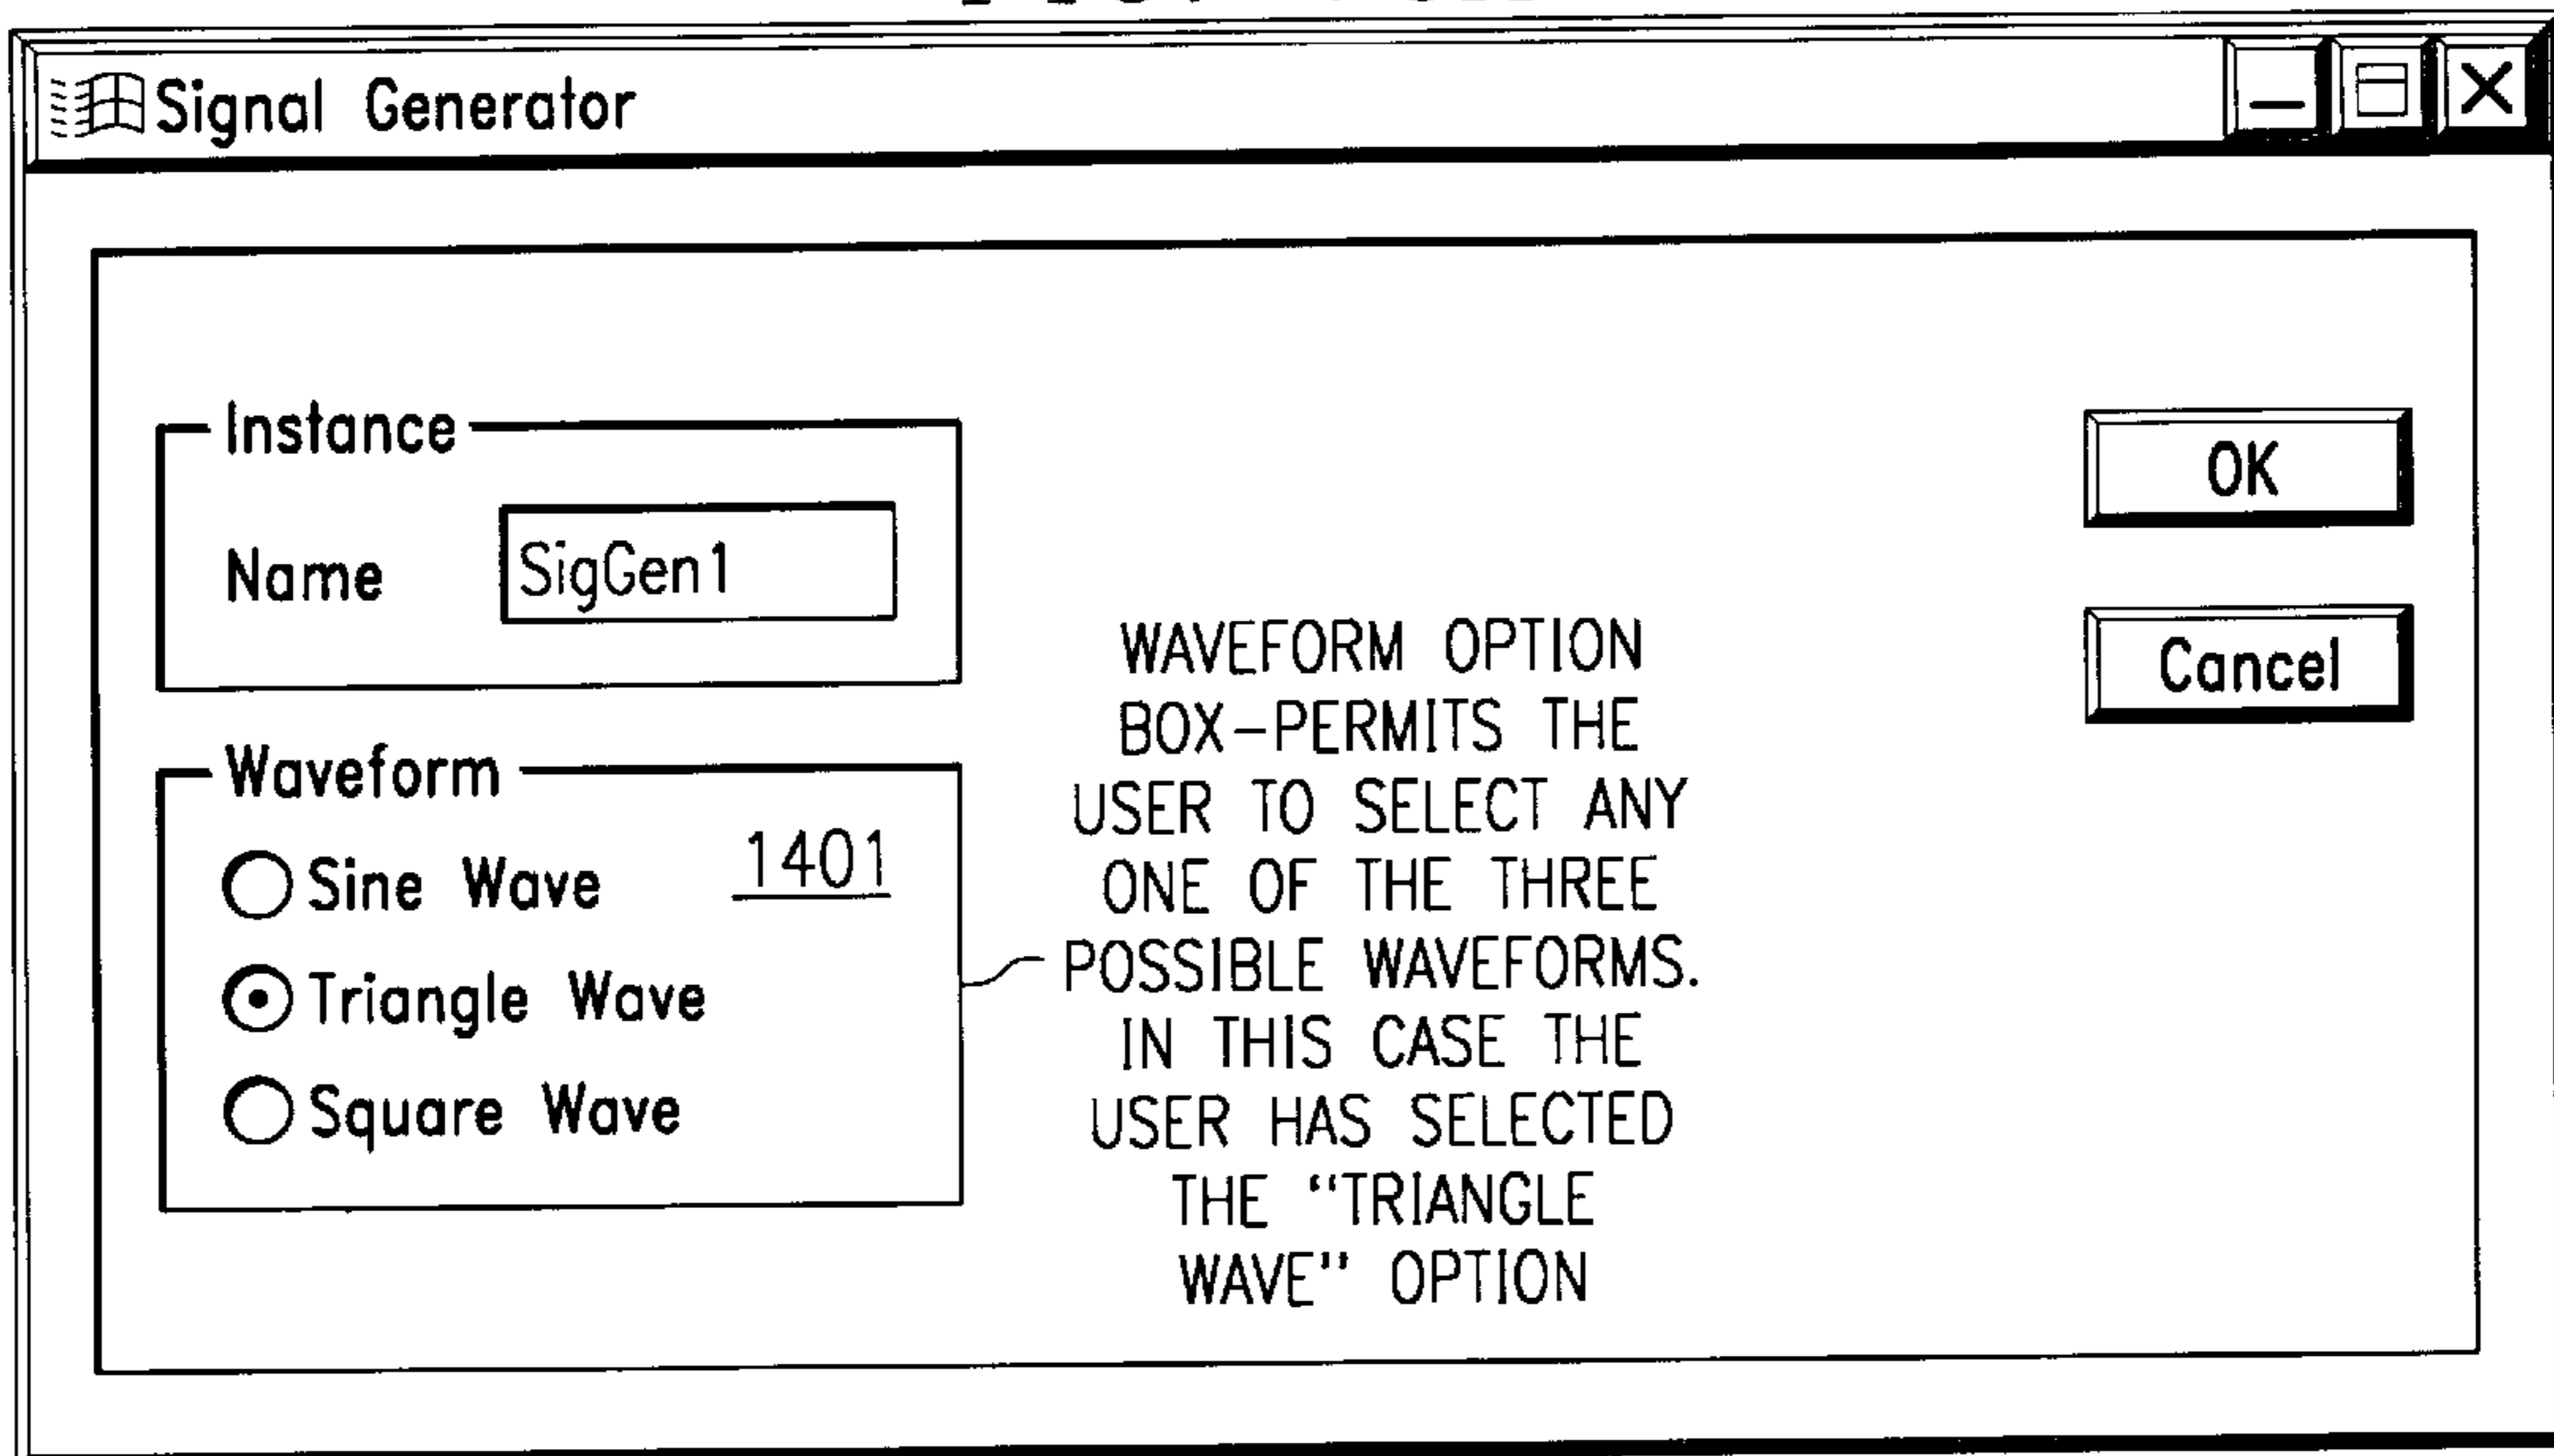 Signal Generator
Instance
Name SigGen1
OK
Cancel
Waveform
1401
Sine Wave
Triangle Wave
Square Wave
WAVEFORM OPTION
BOX-PERMITS THE
USER TO SELECT ANY
ONE OF THE THREE
POSSIBLE WAVEFORMS.
IN THIS CASE THE
USER HAS SELECTED
THE "TRIANGLE
WAVE" OPTION